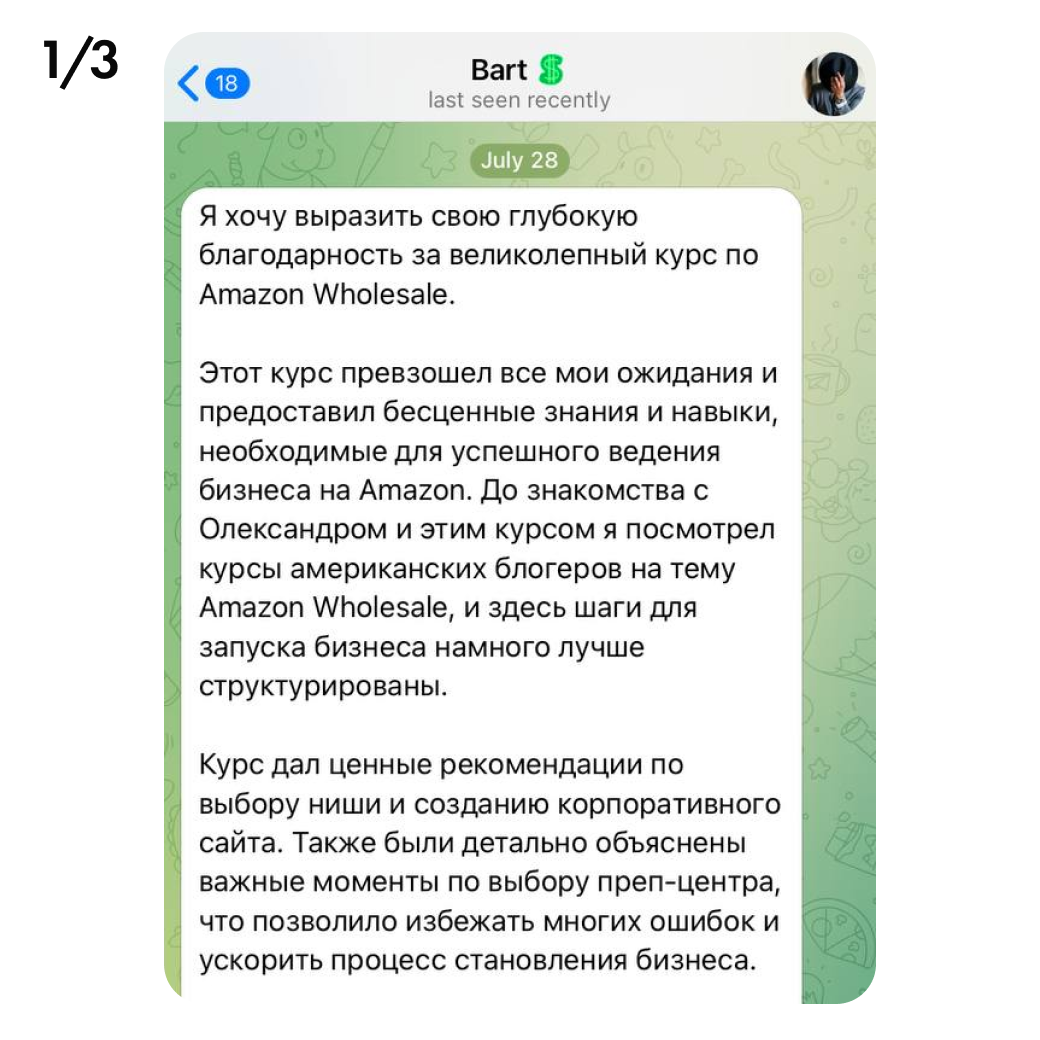 1/3
18
Bart 💲
last seen recently
July 28
Я хочу выразить свою глубокую
благодарность за великолепный курс по
Amazon Wholesale.
Этот курс превзошел все мои ожидания и
предоставил бесценные знания и навыки,
необходимые для успешного ведения
бизнеса на Amazon. До знакомства с
Олександром и этим курсом я посмотрел
курсы американских блогеров на тему
Amazon Wholesale, и здесь шаги для
запуска бизнеса намного лучше
структурированы.
Курс дал ценные рекомендации по
выбору ниши и созданию корпоративного
сайта. Также были детально объяснены
важные моменты по выбору преп-центра,
что позволило избежать многих ошибок и
ускорить процесс становления бизнеса.